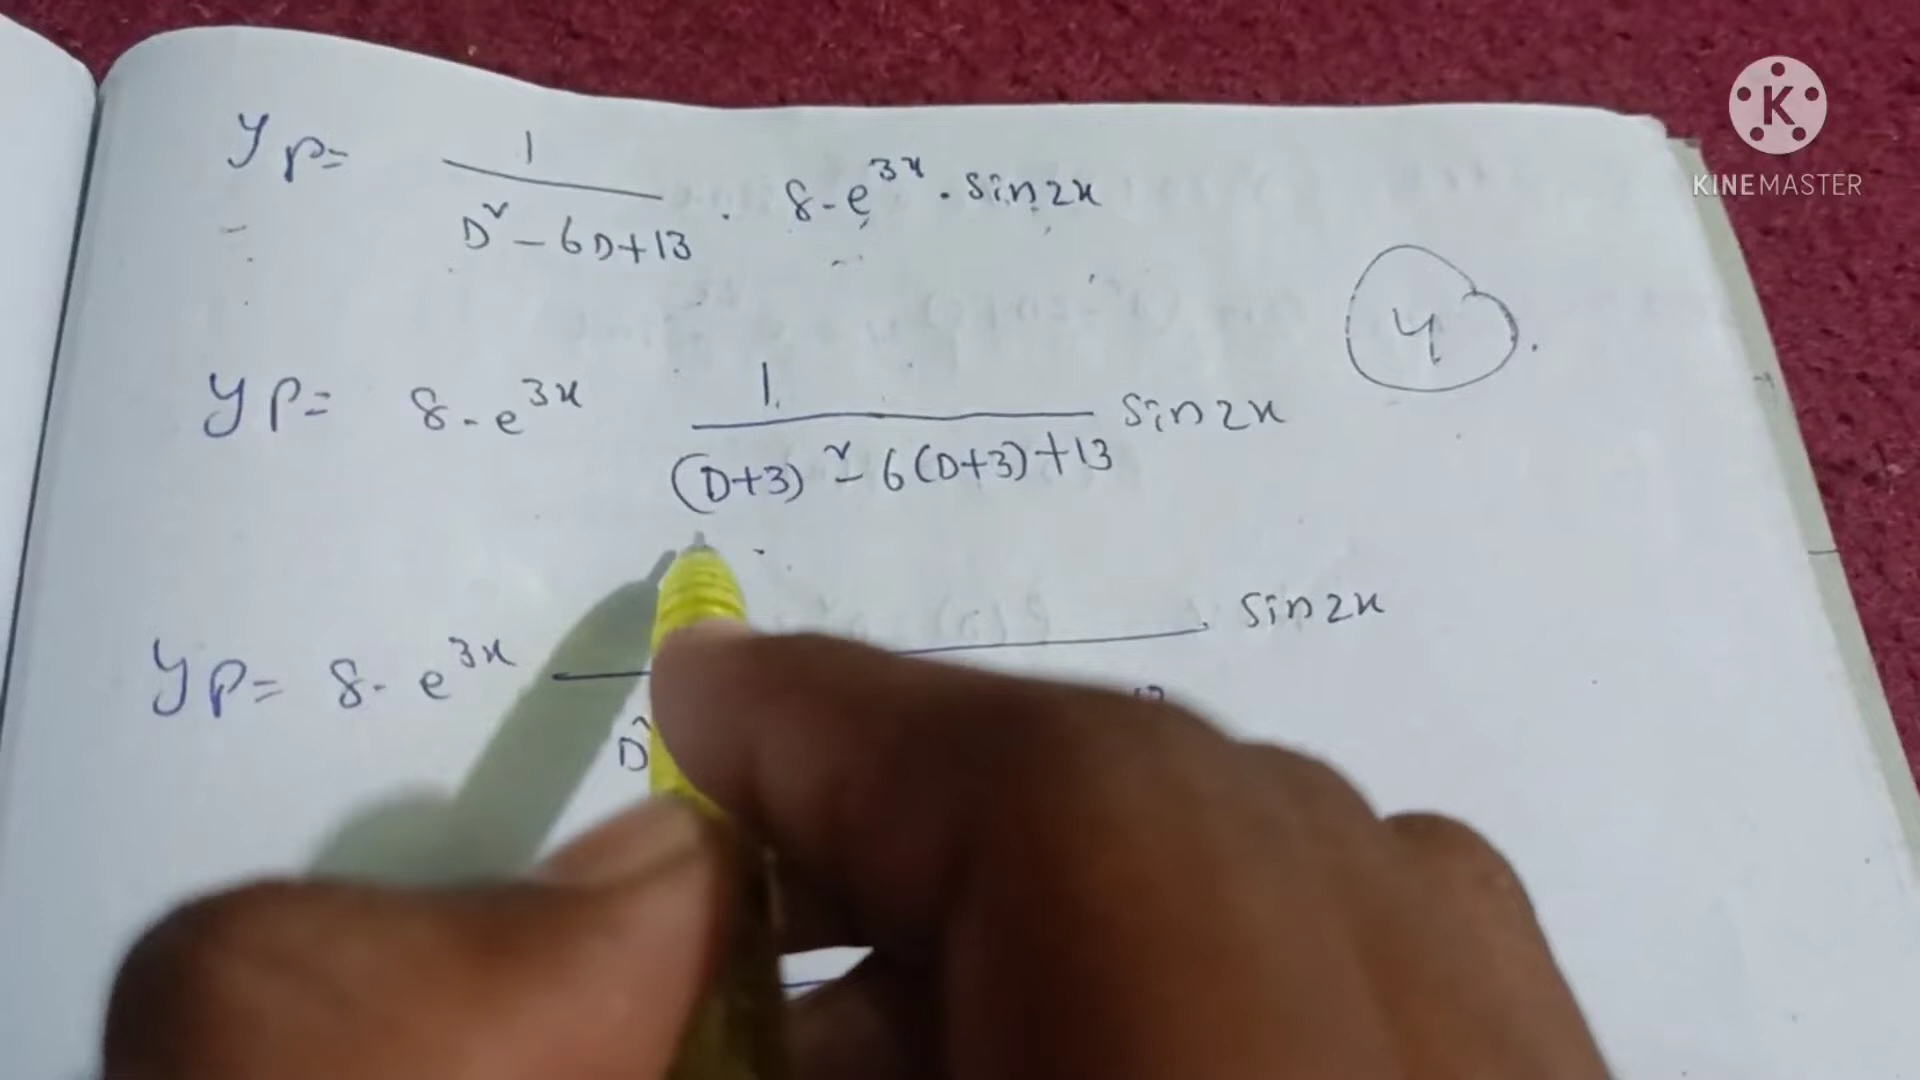 K
KINEMASTER
yp= 1/(D² - 6D+13) . 8-e^3x . sin2x
4
yp= 8-e^3x 1/((D+3)² - 6(D+3)+13) sin2x
yp= 8. e^3x sin2x
D²